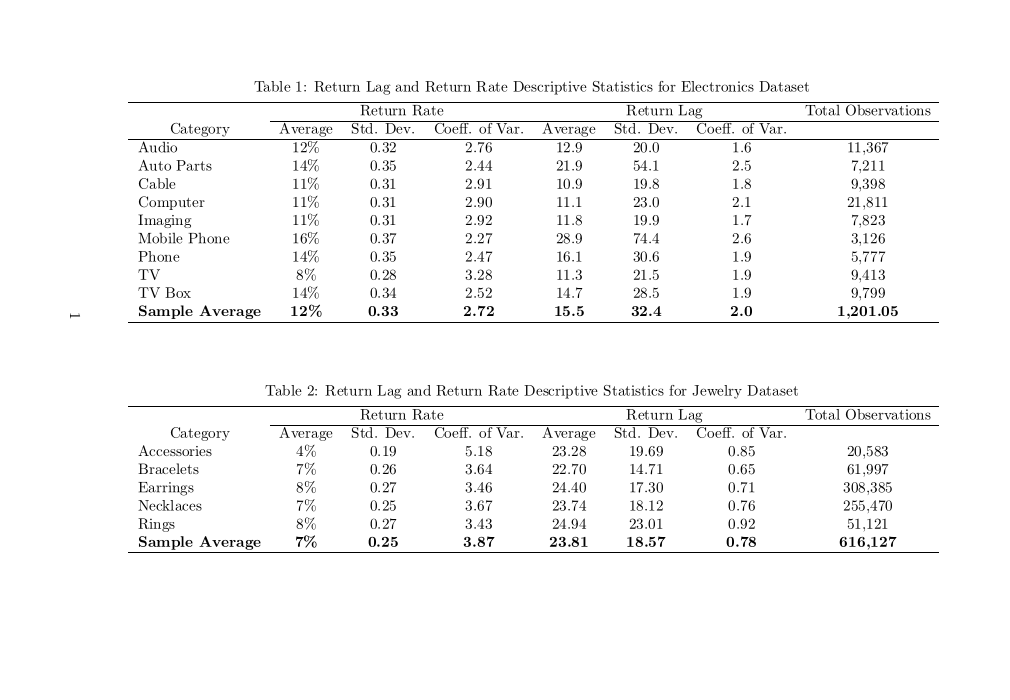 Table 1: Return Lag and Return Rate Descriptive Statistics for Electronics Dataset
Return Rate Return Lag Total Observations
Category Average Std. Dev. Coeff. of Var. Average Std. Dev. Coeff. of Var.
Audio 12% 0.32 2.76 12.9 20.0 1.6 11,367
Auto Parts 14% 0.35 2.44 21.9 54.1 2.5 7,211
Cable 11% 0.31 2.91 10.9 19.8 1.8 9,398
Computer 11% 0.31 2.90 11.1 23.0 2.1 21,811
Imaging 11% 0.31 2.92 11.8 19.9 1.7 7,823
Mobile Phone 16% 0.37 2.27 28.9 74.4 2.6 3,126
Phone 14% 0.35 2.47 16.1 30.6 1.9 5,777
TV 8% 0.28 3.28 11.3 21.5 1.9 9,413
TV Box 14% 0.34 2.52 14.7 28.5 1.9 9,799
Sample Average 12% 0.33 2.72 15.5 32.4 2.0 1,201.05
1
Table 2: Return Lag and Return Rate Descriptive Statistics for Jewelry Dataset
Return Rate Return Lag Total Observations
Category Average Std. Dev. Coeff. of Var. Average Std. Dev. Coeff. of Var.
Accessories 4% 0.19 5.18 23.28 19.69 0.85 20,583
Bracelets 7% 0.26 3.64 22.70 14.71 0.65 61,997
Earrings 8% 0.27 3.46 24.40 17.30 0.71 308,385
Necklaces 7% 0.25 3.67 23.74 18.12 0.76 255,470
Rings 8% 0.27 3.43 24.94 23.01 0.92 51,121
Sample Average 7% 0.25 3.87 23.81 18.57 0.78 616,127